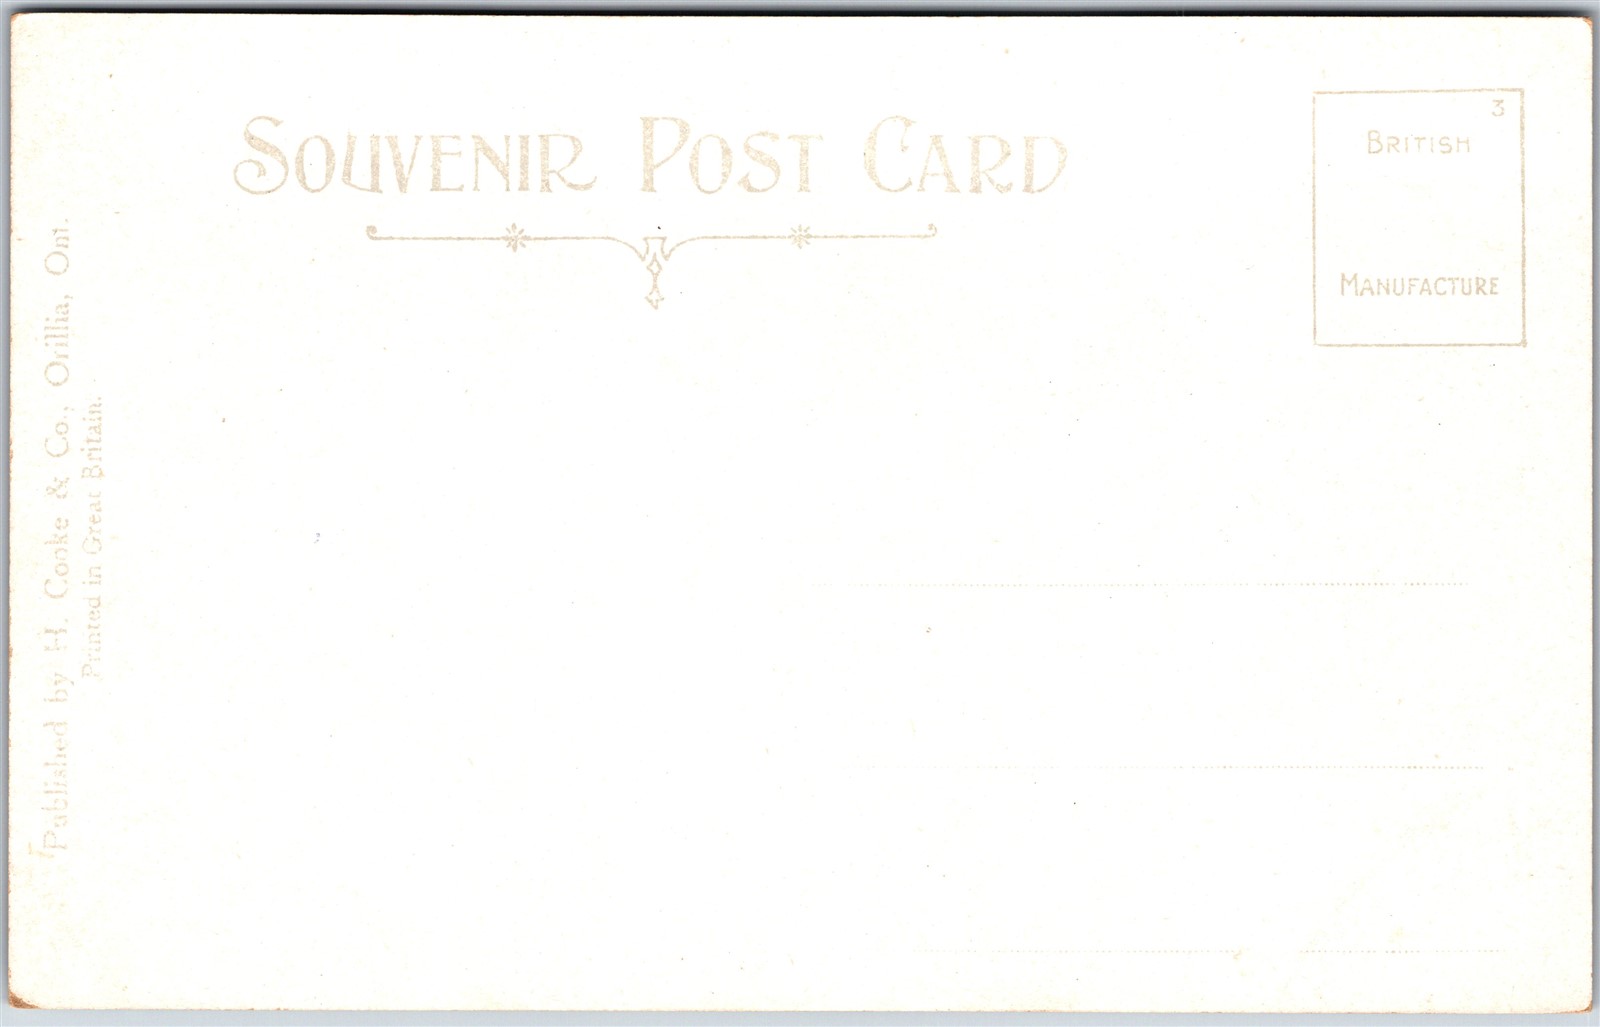 SOUVENIR POST CARD
3
BRITISH
MANUFACTURE
Published by H. Cooke & Co., Orillia, Ont.
Printed in Great Britain.